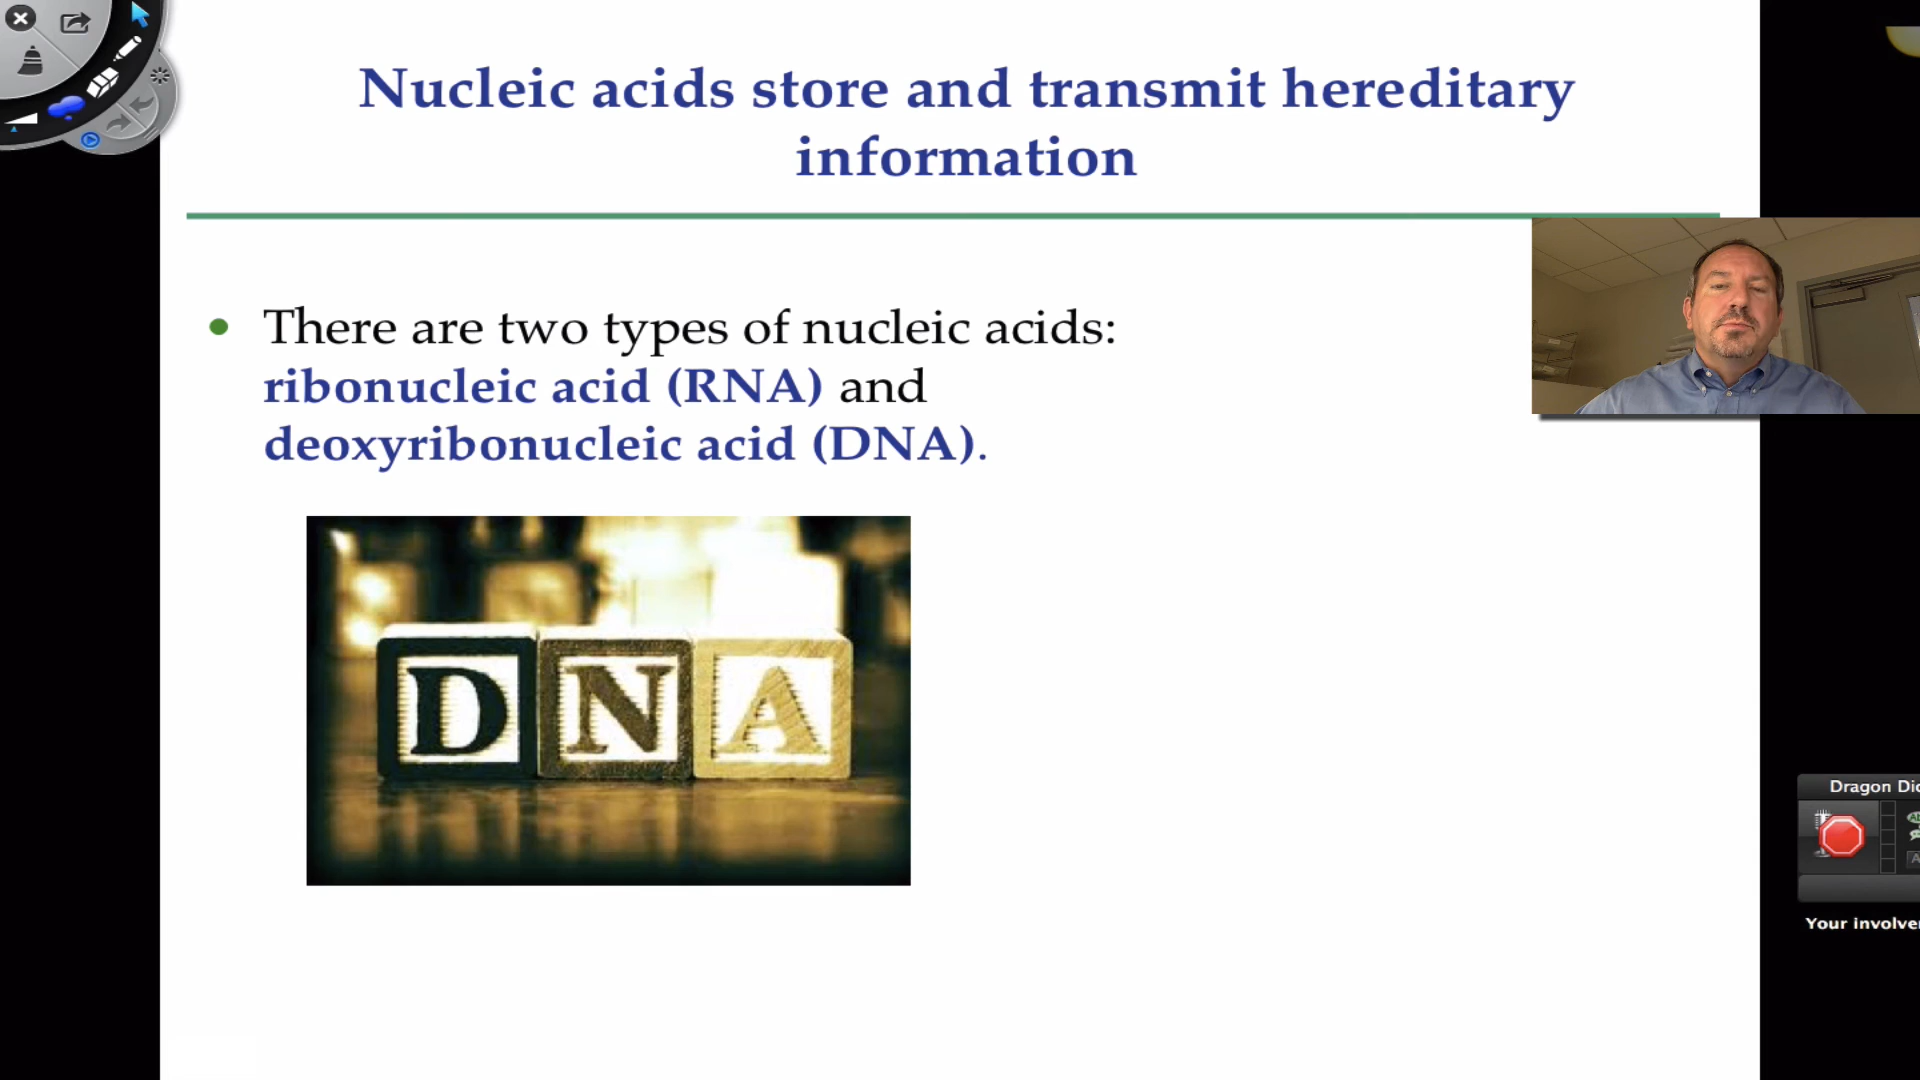 Nucleic acids store and transmit hereditary
information
There are two types of nucleic acids:
ribonucleic acid (RNA) and
deoxyribonucleic acid (DNA).
D N A
Dragon Dic
Your involve